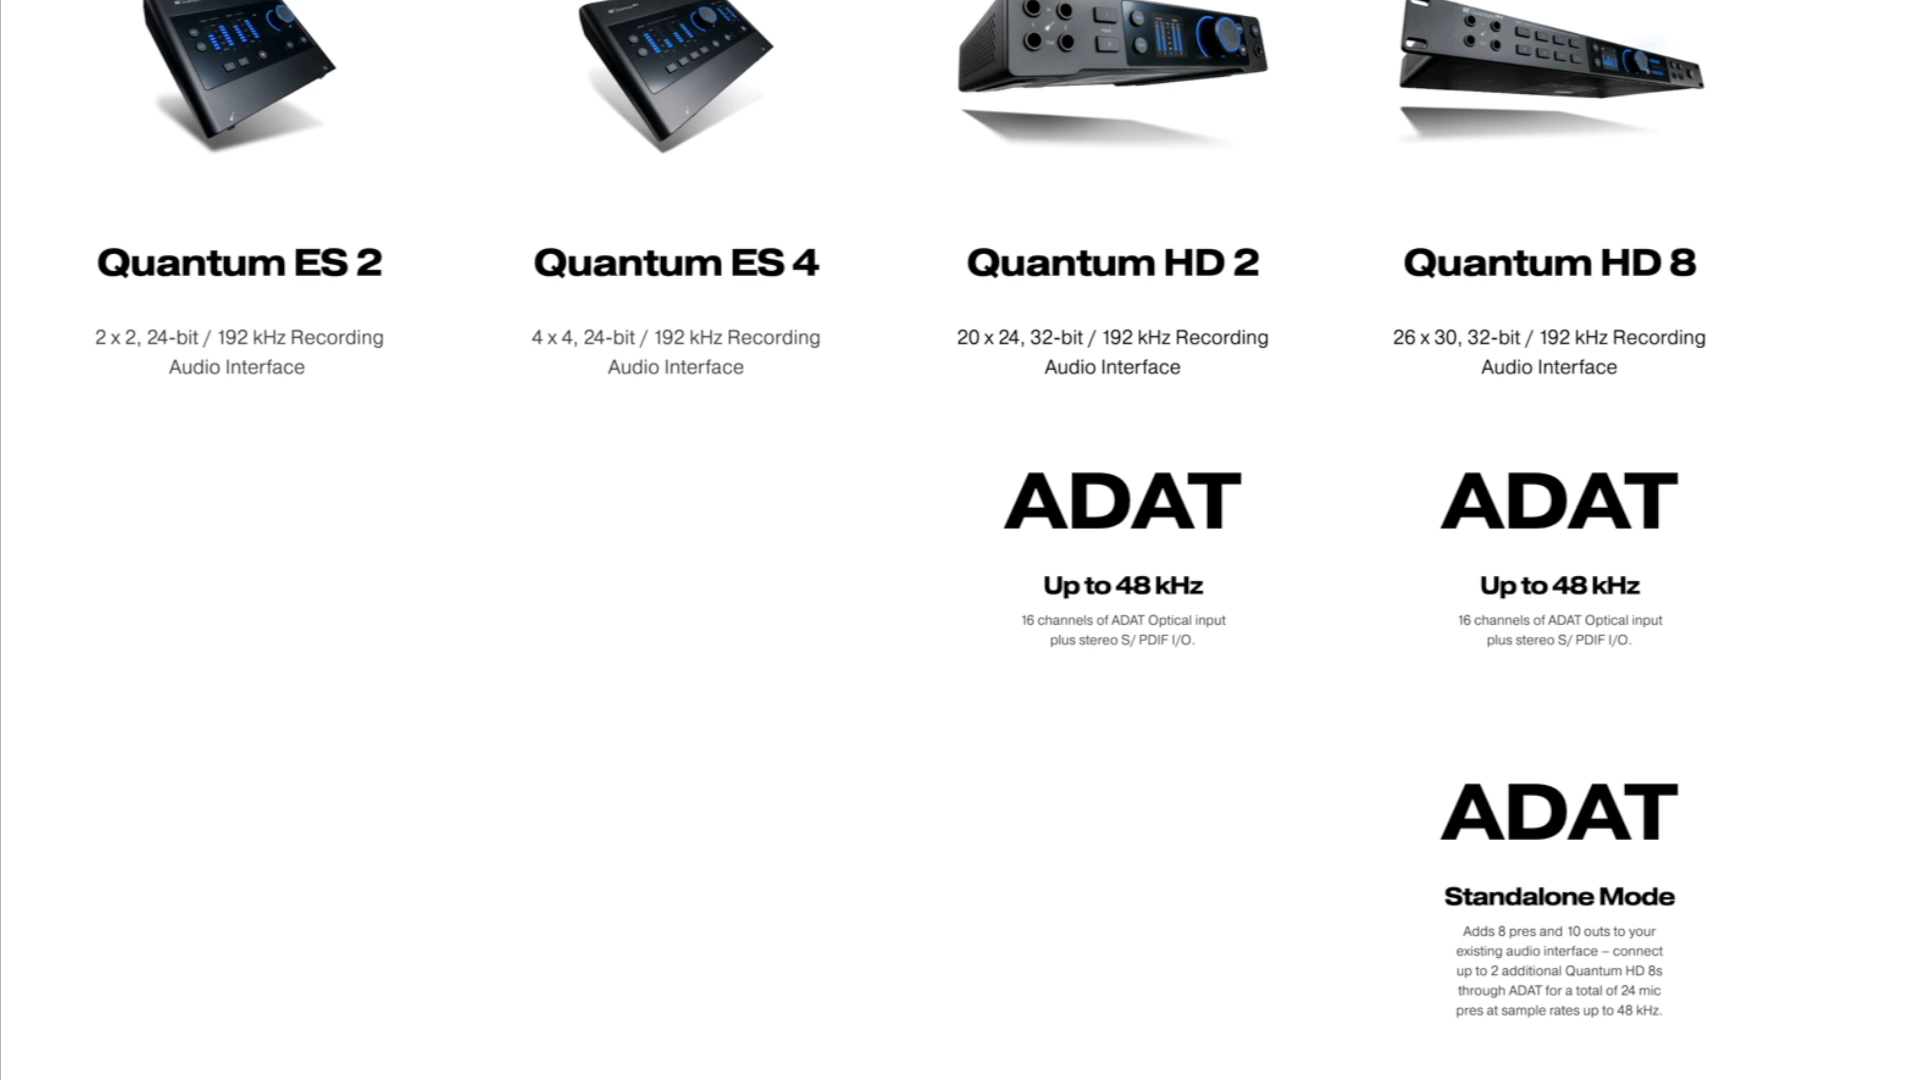 Quantum ES 2
2 x 2, 24-bit / 192 kHz Recording
Audio Interface
Quantum ES 4
4 x 4, 24-bit / 192 kHz Recording
Audio Interface
Quantum HD 2
20 x 24, 32-bit / 192 kHz Recording
Audio Interface
ADAT
Up to 48 kHz
16 channels of ADAT Optical input
plus stereo S/ PDIF I/O.
Quantum HD 8
26 x 30, 32-bit / 192 kHz Recording
Audio Interface
ADAT
Up to 48 kHz
16 channels of ADAT Optical input
plus stereo S/ PDIF I/O.
ADAT
Standalone Mode
Adds 8 pres and 10 outs to your
existing audio interface – connect
up to 2 additional Quantum HD 8s
through ADAT for a total of 24 mic
pres at sample rates up to 48 kHz.